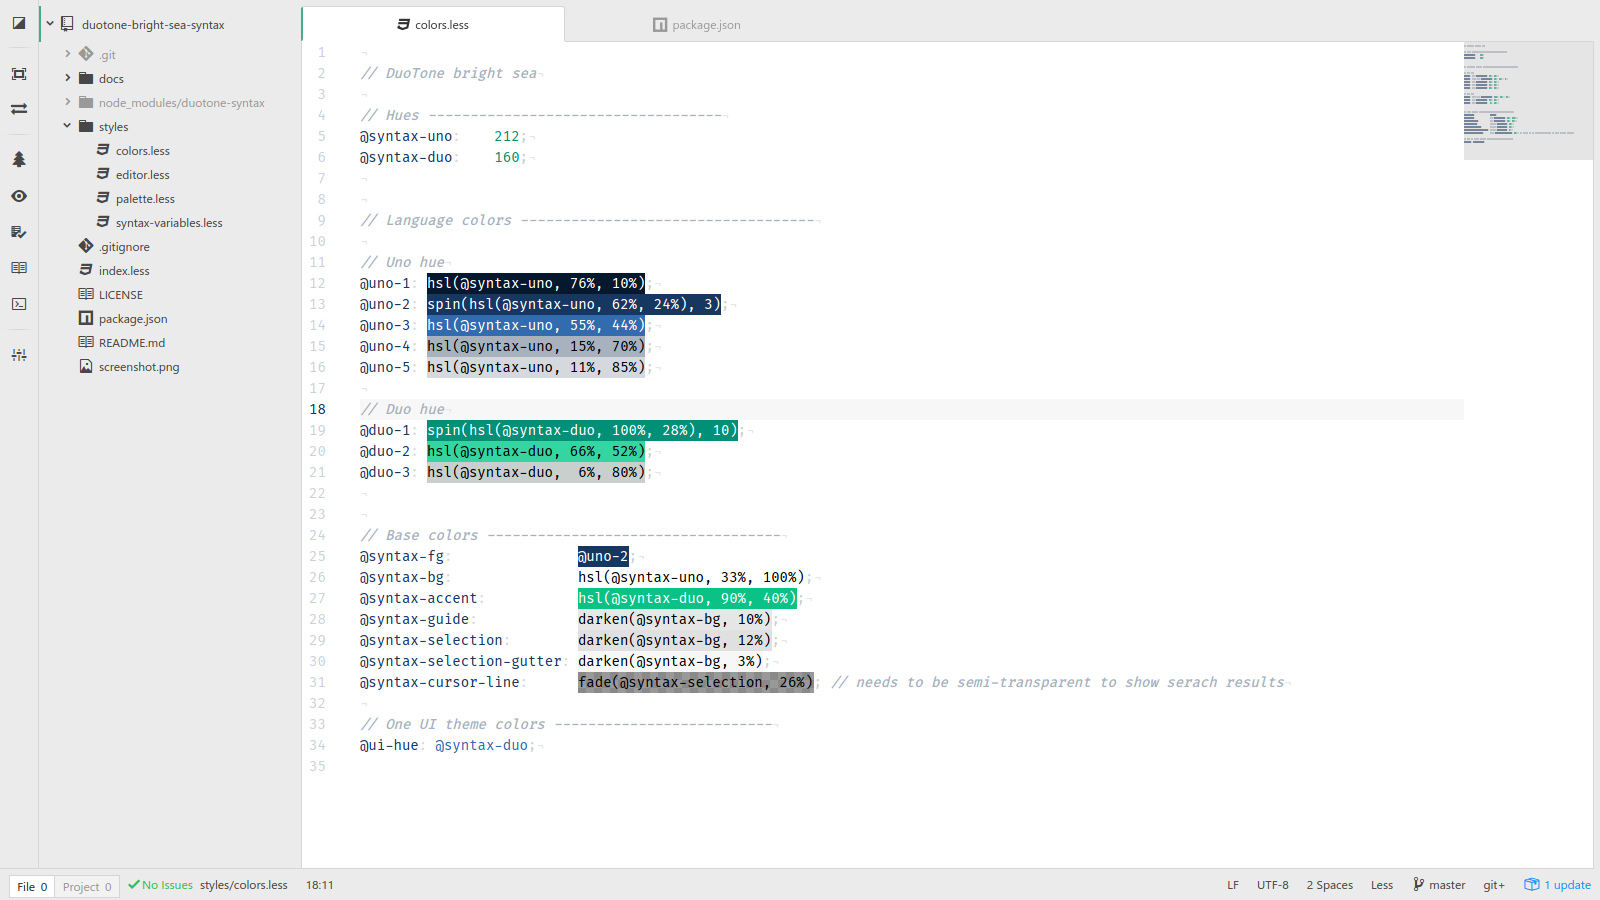 duotone-bright-sea-syntax
.git
docs
node_modules/duotone-syntax
styles
colors.less
editor.less
palette.less
syntax-variables.less
.gitignore
index.less
LICENSE
package.json
README.md
screenshot.png
colors.less
package.json
1 ¬
2 // DuoTone bright sea¬
3 ¬
4 // Hues -----------------------------------¬
5 @syntax-uno:    212;¬
6 @syntax-duo:    160;¬
7 ¬
8 ¬
9 // Language colors -----------------------------------¬
10 ¬
11 // Uno hue¬
12 @uno-1: hsl(@syntax-uno, 76%, 10%);¬
13 @uno-2: spin(hsl(@syntax-uno, 62%, 24%), 3);¬
14 @uno-3: hsl(@syntax-uno, 55%, 44%);¬
15 @uno-4: hsl(@syntax-uno, 15%, 70%);¬
16 @uno-5: hsl(@syntax-uno, 11%, 85%);¬
17 ¬
18 // Duo hue¬
19 @duo-1: spin(hsl(@syntax-duo, 100%, 28%), 10);¬
20 @duo-2: hsl(@syntax-duo, 66%, 52%);¬
21 @duo-3: hsl(@syntax-duo,  6%, 80%);¬
22 ¬
23 ¬
24 // Base colors -----------------------------------¬
25 @syntax-fg:               @uno-2;¬
26 @syntax-bg:               hsl(@syntax-uno, 33%, 100%);¬
27 @syntax-accent:           hsl(@syntax-duo, 90%, 40%);¬
28 @syntax-guide:            darken(@syntax-bg, 10%);¬
29 @syntax-selection:        darken(@syntax-bg, 12%);¬
30 @syntax-selection-gutter: darken(@syntax-bg, 3%);¬
31 @syntax-cursor-line:      fade(@syntax-selection, 26%); // needs to be semi-transparent to show serach results¬
32 ¬
33 // One UI theme colors --------------------------¬
34 @ui-hue: @syntax-duo;¬
35
File 0 Project 0 No Issues styles/colors.less 18:11 LF UTF-8 2 Spaces Less master git+ 1 update